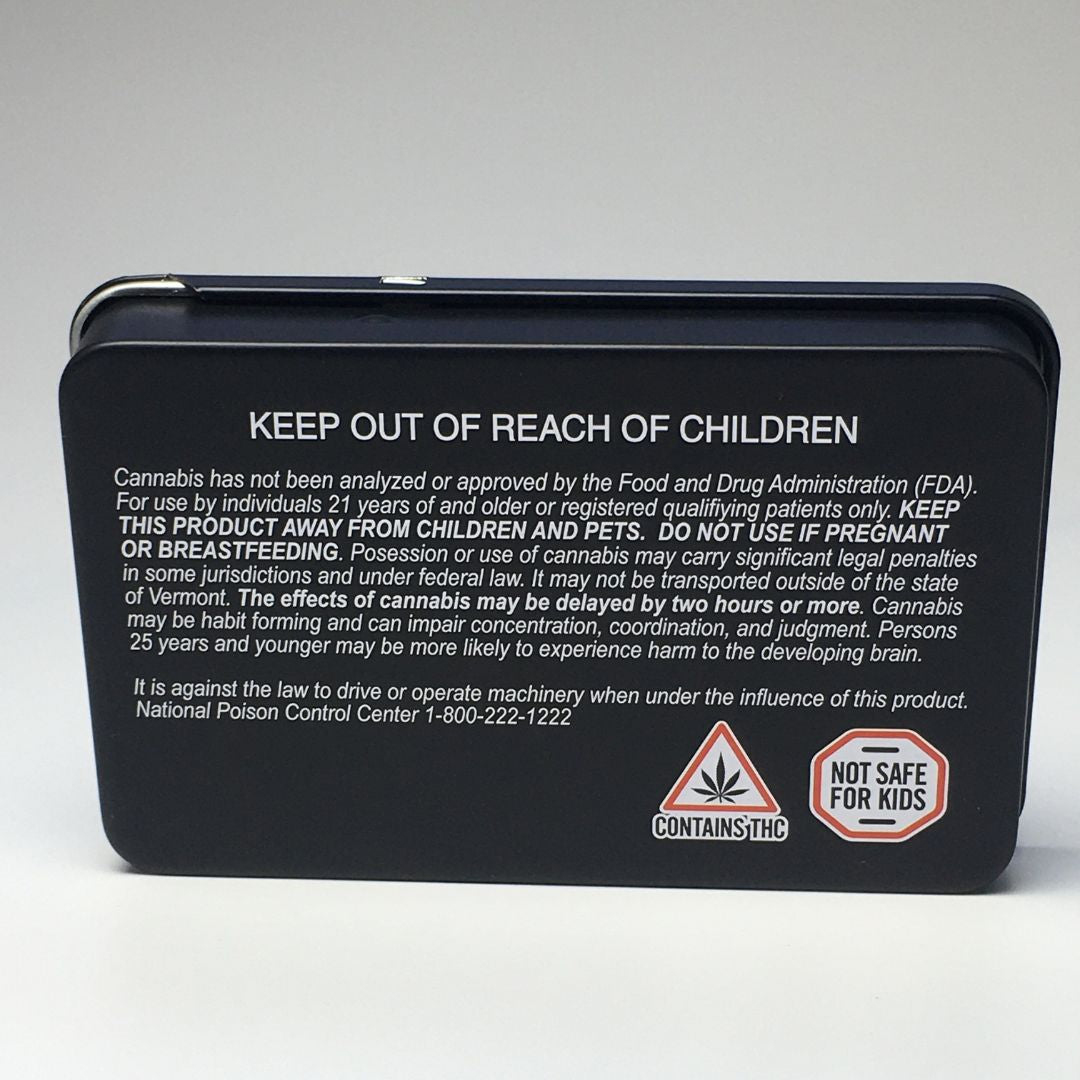 KEEP OUT OF REACH OF CHILDREN
Cannabis has not been analyzed or approved by the Food and Drug Administration (FDA).
For use by individuals 21 years of and older or registered qualifiying patients only. KEEP
THIS PRODUCT AWAY FROM CHILDREN AND PETS. DO NOT USE IF PREGNANT
OR BREASTFEEDING. Posession or use of cannabis may carry significant legal penalties
in some jurisdictions and under federal law. It may not be transported outside of the state
of Vermont. The effects of cannabis may be delayed by two hours or more. Cannabis
may be habit forming and can impair concentration, coordination, and judgment. Persons
25 years and younger may be more likely to experience harm to the developing brain.
It is against the law to drive or operate machinery when under the influence of this product.
National Poison Control Center 1-800-222-1222
CONTAINS THC
NOT SAFE
FOR KIDS